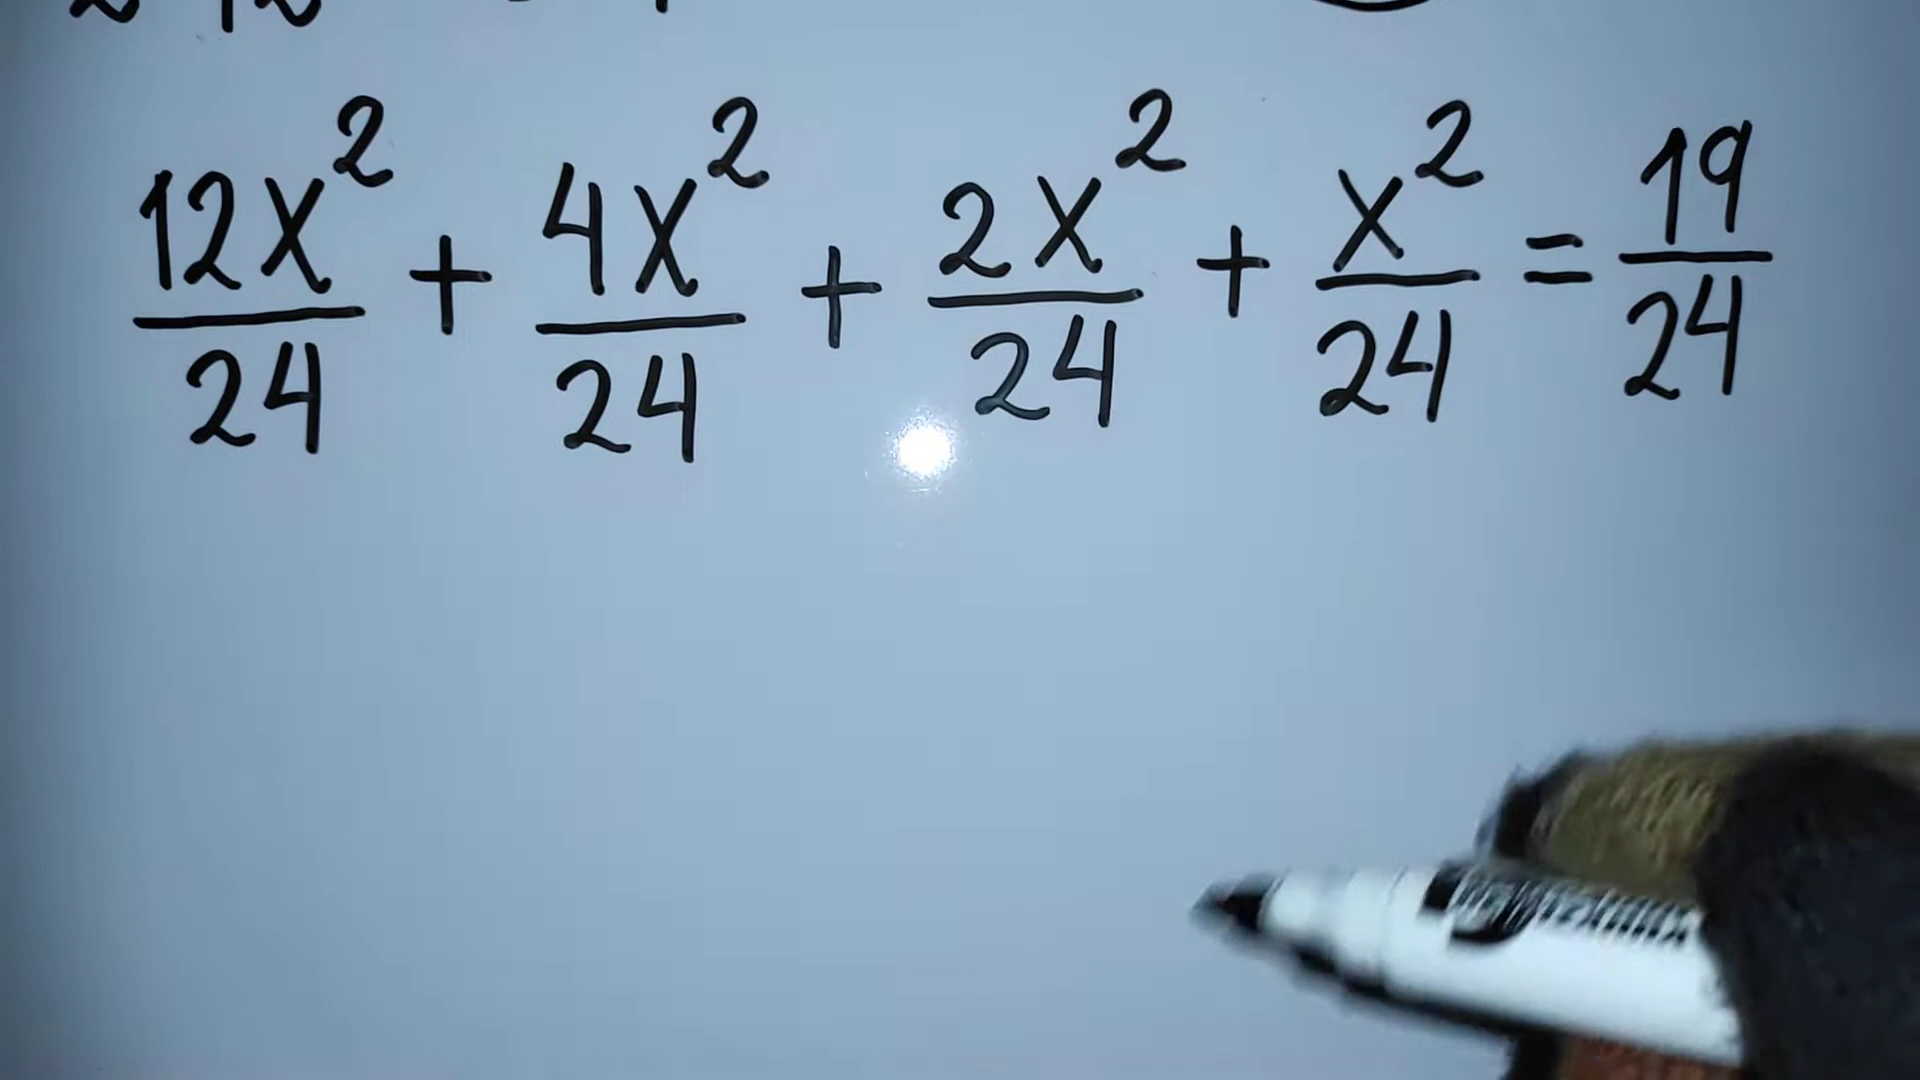 12x²/24 + 4x²/24 + 2x²/24 + x²/24 = 19/24